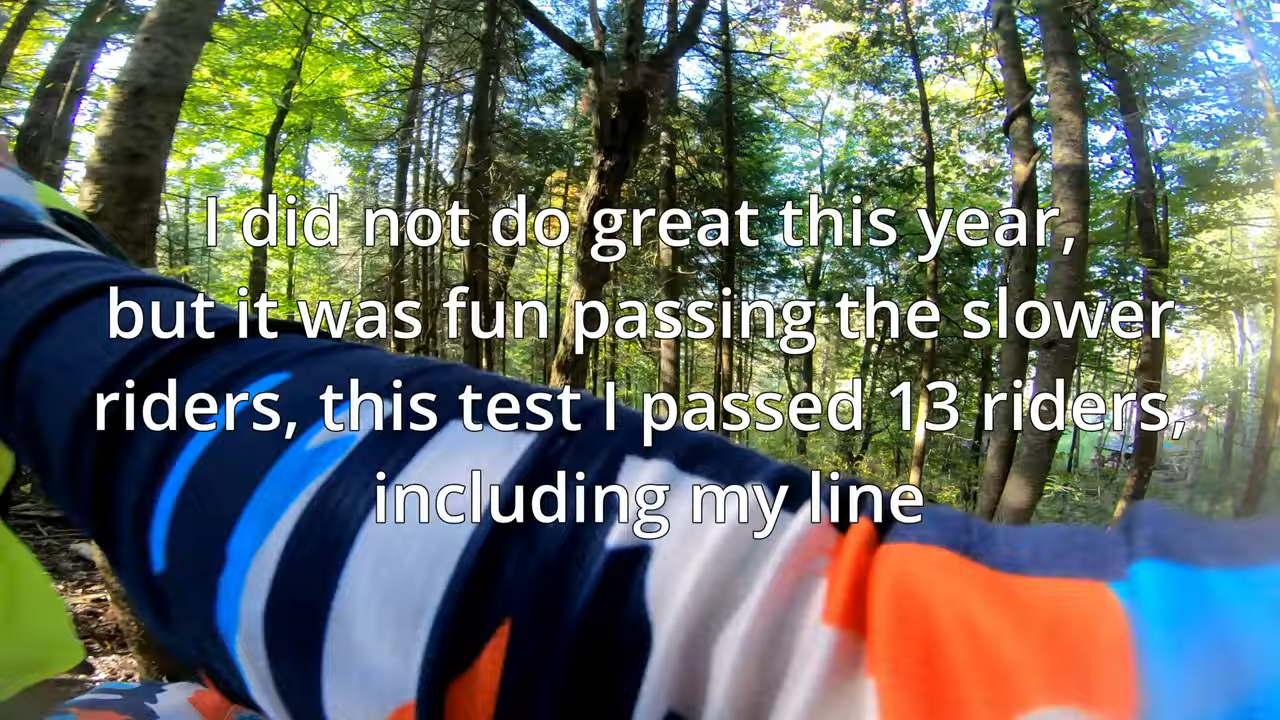 I did not do great this year,
but it was fun passing the slower
riders, this test I passed 13 riders,
including my line